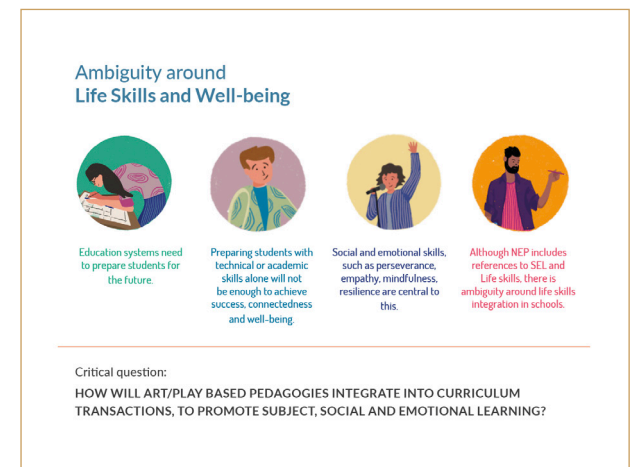 Ambiguity around
Life Skills and Well-being
Education systems need
to prepare students for
the future.
Preparing students with
technical or academic
skills alone will not
be enough to achieve
success, connectedness
and well-being.
Social and emotional skills,
such as perseverance,
empathy, mindfulness,
resilience are central to
this.
Although NEP includes
references to SEL and
Life skills, there is
ambiguity around life skills
integration in schools.
Critical question:
HOW WILL ART/PLAY BASED PEDAGOGIES INTEGRATE INTO CURRICULUM
TRANSACTIONS, TO PROMOTE SUBJECT, SOCIAL AND EMOTIONAL LEARNING?